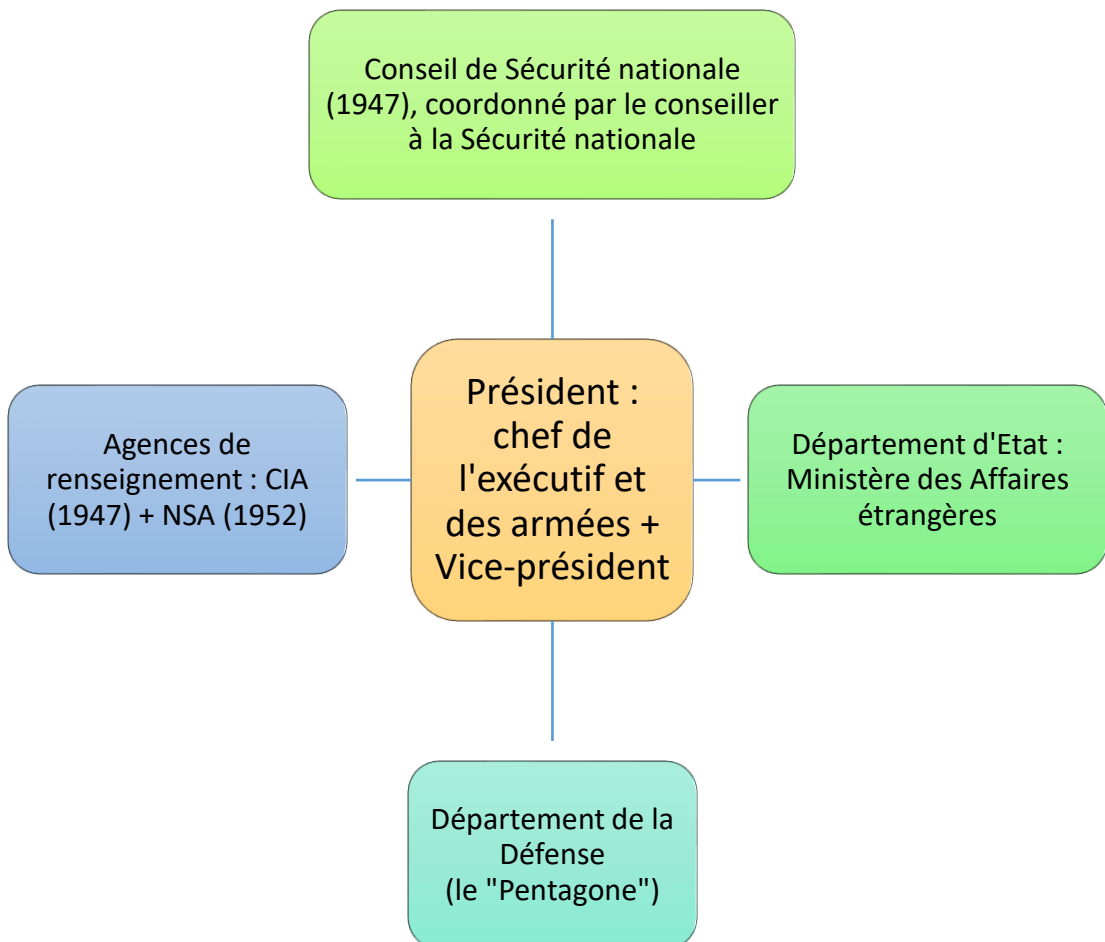 Conseil de Sécurité nationale
(1947), coordonné par le conseiller
à la Sécurité nationale
Président :
chef de
l'exécutif et
des armées +
Vice-président
Agences de
renseignement : CIA
(1947) + NSA (1952)
Département d'Etat :
Ministère des Affaires
étrangères
Département de la
Défense
(le "Pentagone")